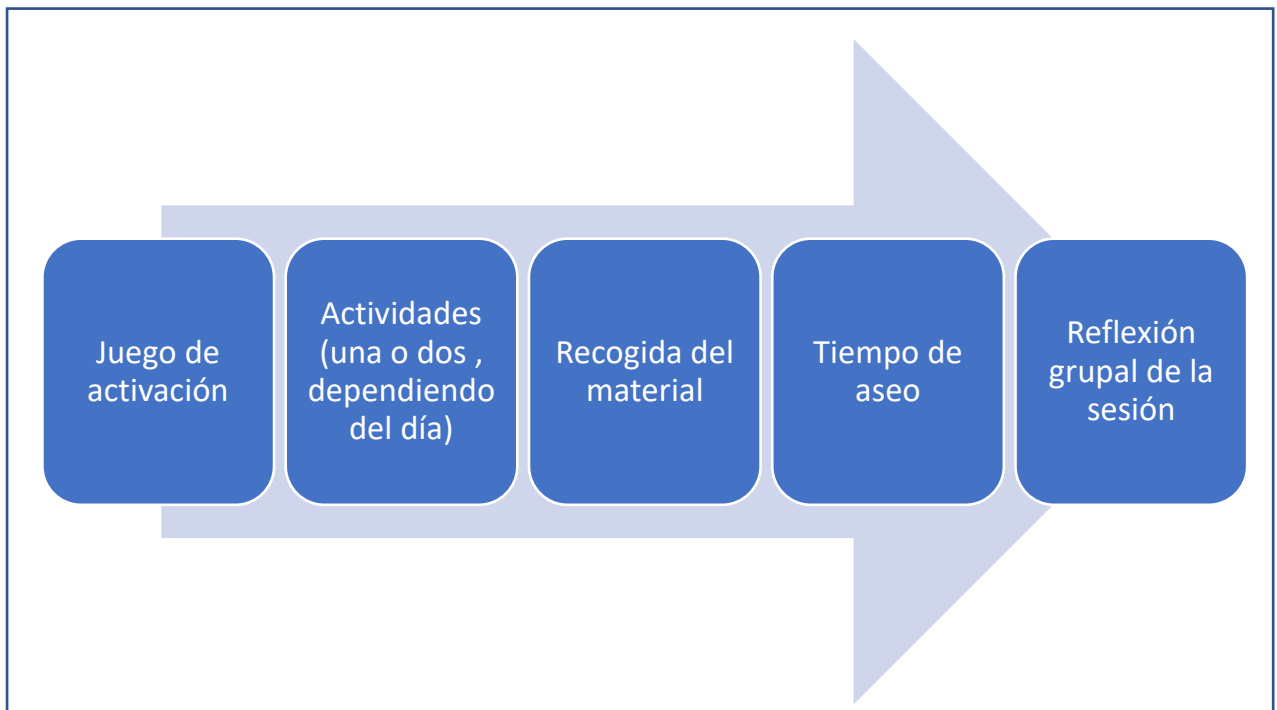 Juego de
activación
Actividades
(una o dos ,
dependiendo
del día)
Recogida del
material
Tiempo de
aseo
Reflexión
grupal de la
sesión